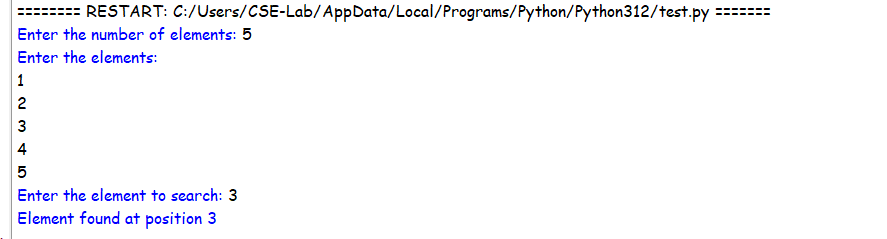 ======== RESTART: C:/Users/CSE-Lab/AppData/Local/Programs/Python/Python312/test.py =======
Enter the number of elements: 5
Enter the elements:
1
2
3
4
5
Enter the element to search: 3
Element found at position 3